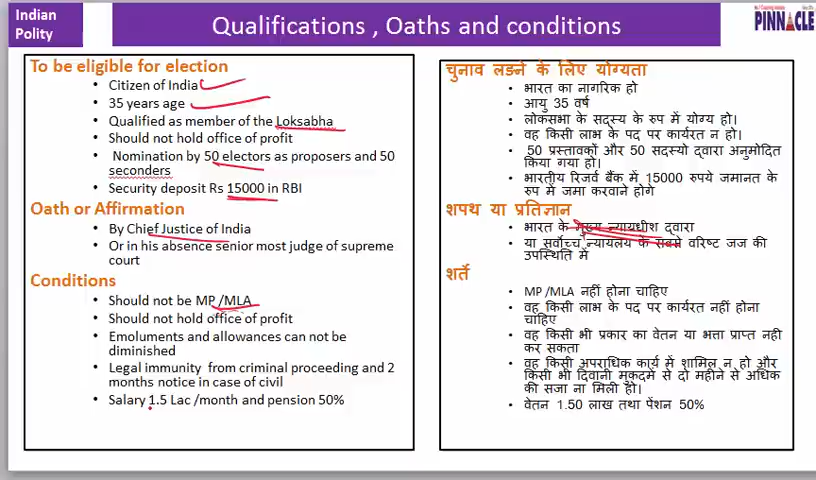 Indian
Polity
Qualifications , Oaths and conditions
PINNACLE
To be eligible for election
• Citizen of India
• 35 years age
• Qualified as member of the Loksabha
• Should not hold office of profit
• Nomination by 50 electors as proposers and 50
seconders
• Security deposit Rs 15000 in RBI
Oath or Affirmation
• By Chief Justice of India
• Or in his absence senior most judge of supreme
court
Conditions
• Should not be MP /MLA
• Should not hold office of profit
• Emoluments and allowances can not be
diminished
• Legal immunity from criminal proceeding and 2
months notice in case of civil
• Salary 1.5 Lac /month and pension 50%
चुनाव लडने के लिए योग्यता
• भारत का नागरिक हो
• आयु 35 वर्ष
• लोकसभा के सदस्य के रुप में योग्य हो।
• वह किसी लाभ के पद पर कार्यरत न हो।
• 50 प्रस्तावकों और 50 सदस्यो द्वारा अनुमोदित
किया गया हो।
• भारतीय रिजर्व बैंक में 15000 रुपये जमानत के
रुप में जमा करवाने होगे
शपथ या प्रतिज्ञान
• भारत के मुख्य न्यायधीश द्वारा
• या सर्वोच्च न्यायलय के सबसे वरिष्ट जज की
उपस्थिति में
शर्ते
• MP /MLA नहीं होना चाहिए
• वह किसी लाभ के पद पर कार्यरत नहीं होना
चाहिए
• वह किसी भी प्रकार का वेतन या भत्ता प्राप्त नही
कर सकता
• वह किसी अपराधिक कार्य में शामिल न हो और
किसी भी दिवानी मुकदमें से दो महीने से अधिक
की सजा ना मिली हो।
• वेतन 1.50 लाख तथा पेंशन 50%